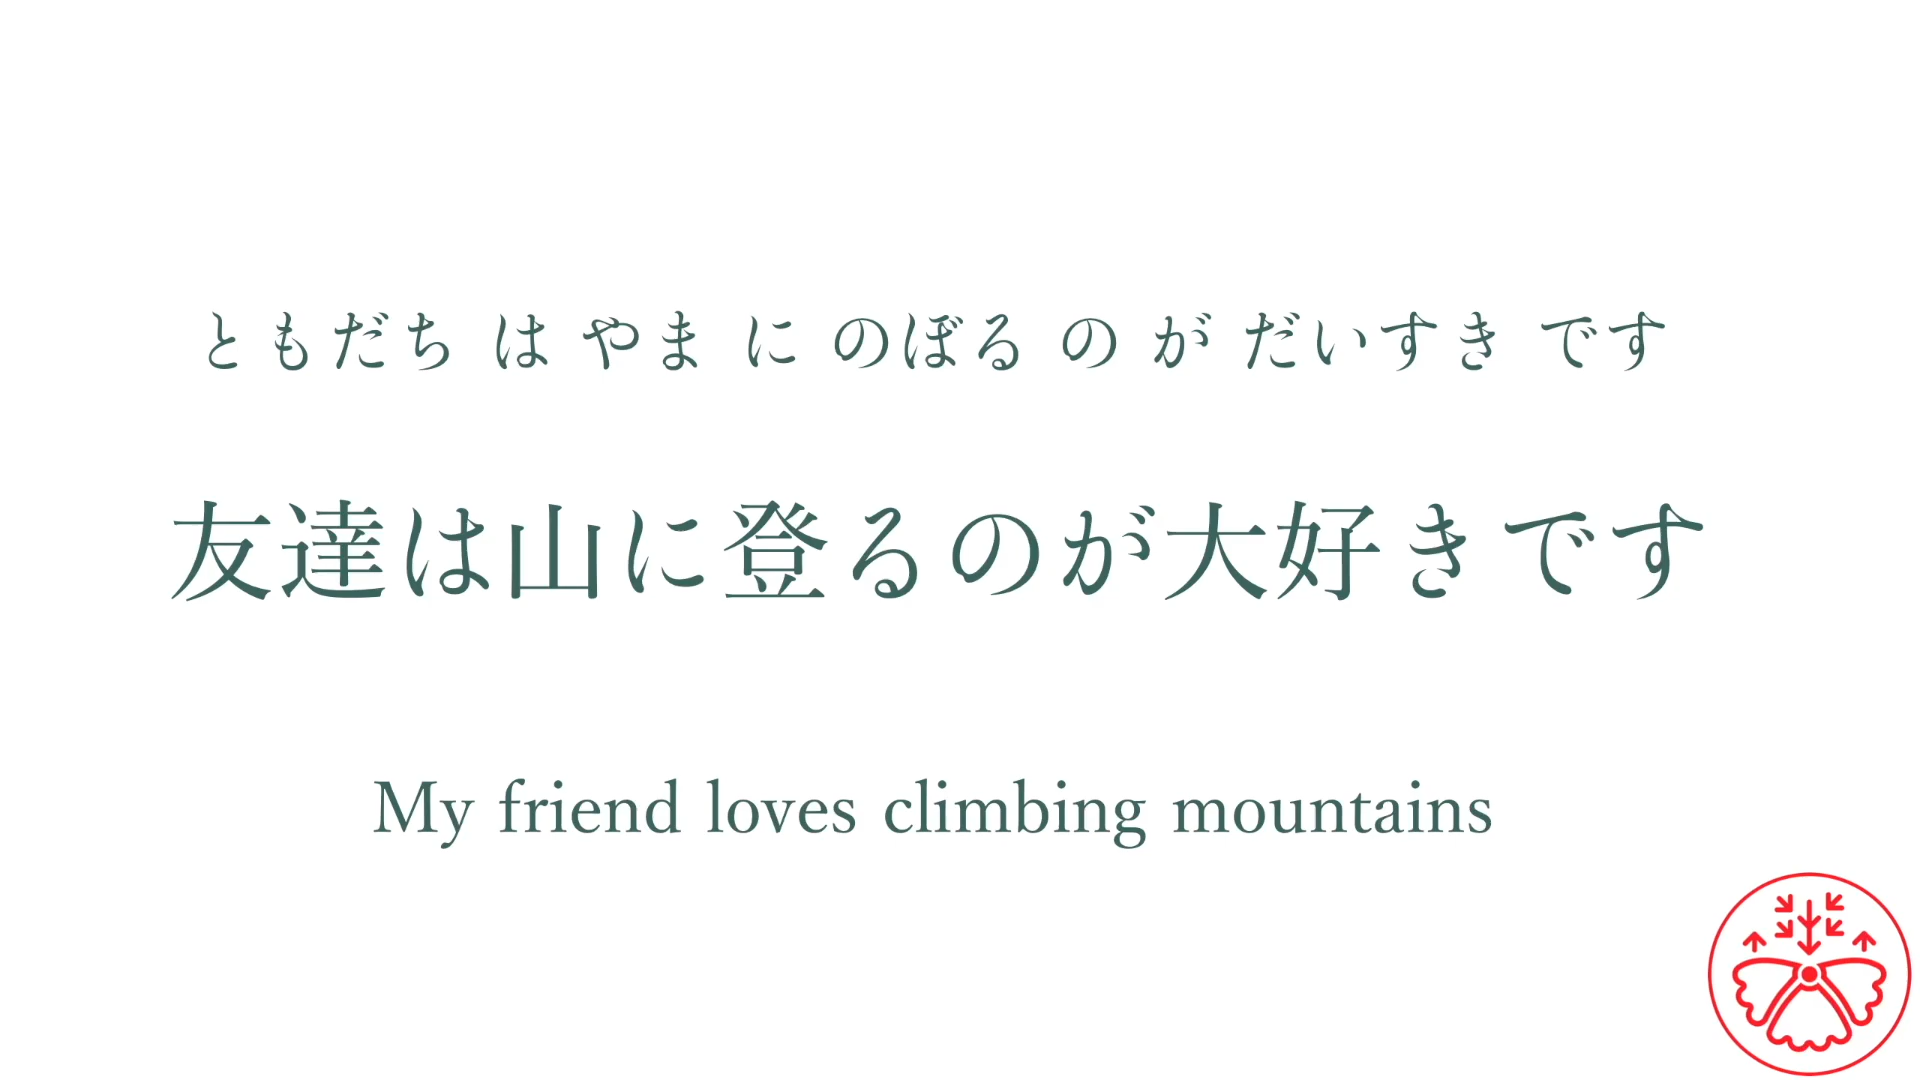 ともだち は やま に のぼる の が だいすき です
友達は山に登るのが大好きです
My friend loves climbing mountains